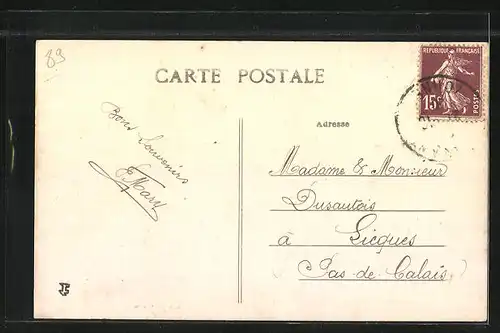 89
CARTE POSTALE
REPUBLIQUE FRANÇAISE
15c
POSTES
Adresse
Bons Souvenirs
Madame & Monsieur
Dusautois
à Licques
Pas-de-Calais